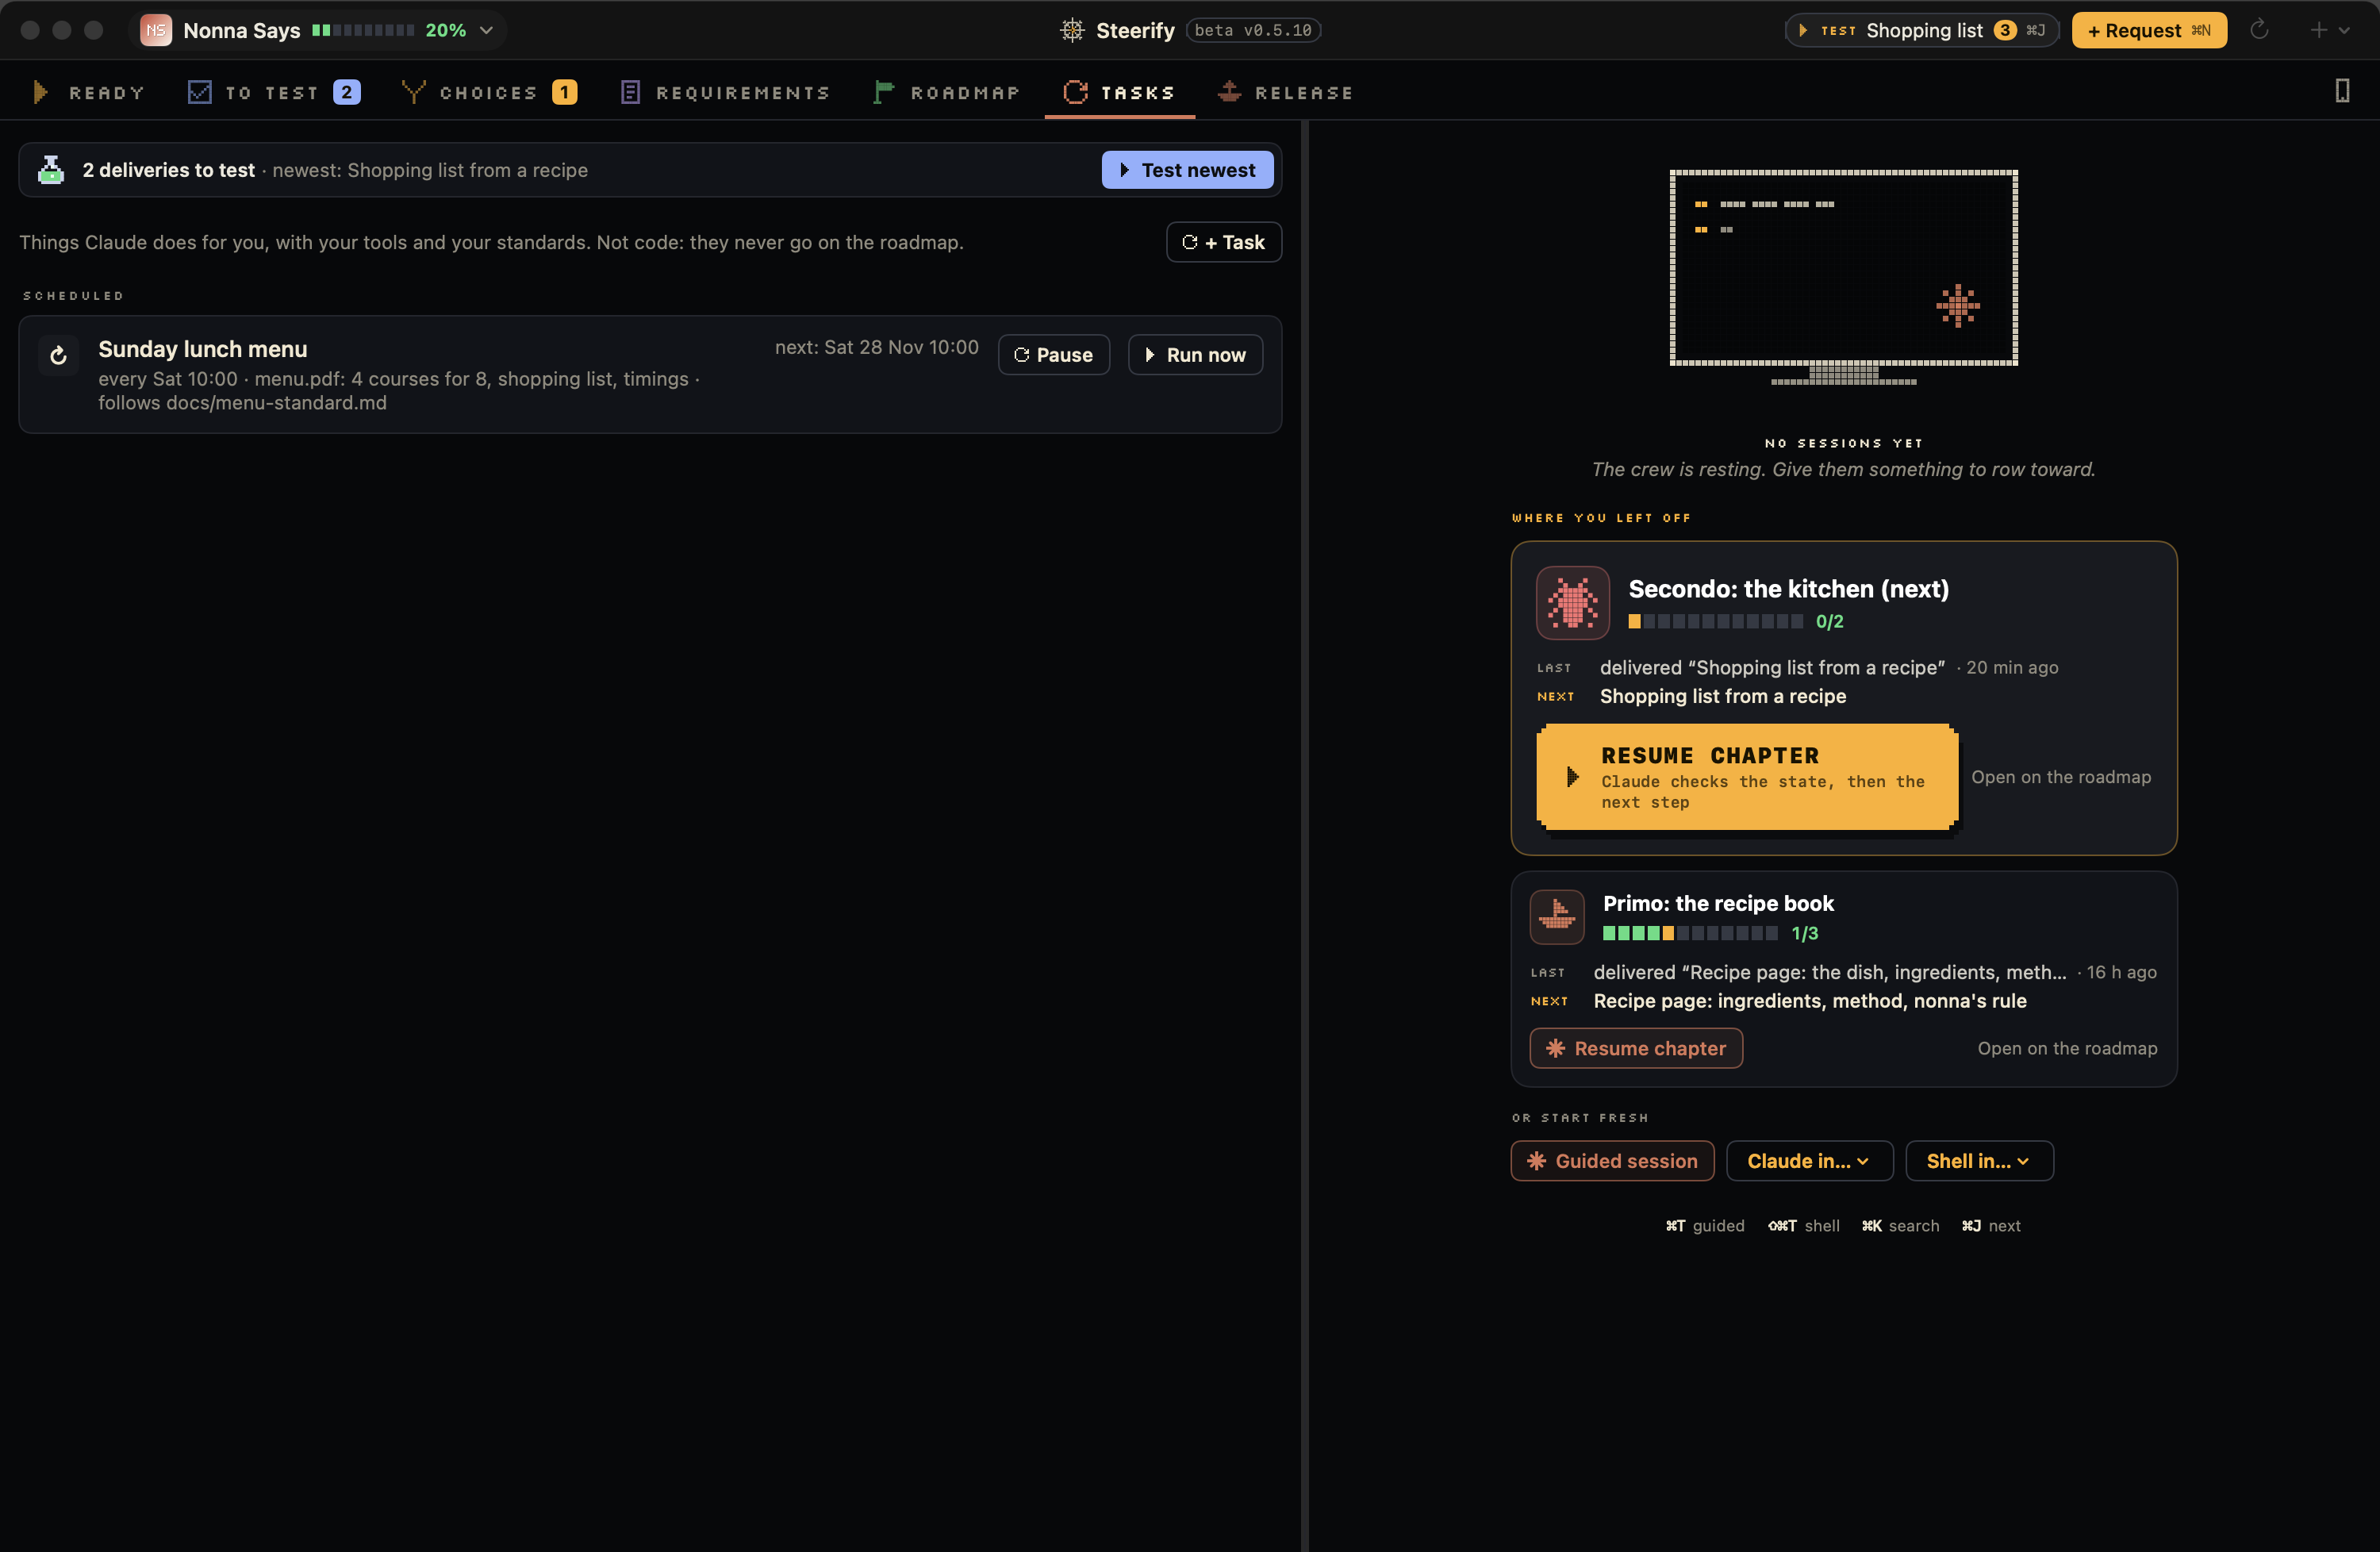 NS Nonna Says 20%
Steerify beta v0.5.10
TEST Shopping list 3 ⌘J
+ Request ⌘N
READY
TO TEST 2
CHOICES 1
REQUIREMENTS
ROADMAP
TASKS
RELEASE
2 deliveries to test · newest: Shopping list from a recipe
Test newest
Things Claude does for you, with your tools and your standards. Not code: they never go on the roadmap.
+ Task
SCHEDULED
Sunday lunch menu
every Sat 10:00 · menu.pdf: 4 courses for 8, shopping list, timings ·
follows docs/menu-standard.md
next: Sat 28 Nov 10:00
Pause
Run now
NO SESSIONS YET
The crew is resting. Give them something to row toward.
WHERE YOU LEFT OFF
Secondo: the kitchen (next)
0/2
LAST delivered “Shopping list from a recipe” · 20 min ago
NEXT Shopping list from a recipe
RESUME CHAPTER
Claude checks the state, then the
next step
Open on the roadmap
Primo: the recipe book
1/3
LAST delivered “Recipe page: the dish, ingredients, meth... · 16 h ago
NEXT Recipe page: ingredients, method, nonna's rule
Resume chapter
Open on the roadmap
OR START FRESH
Guided session
Claude in...
Shell in...
⌘T guided ⇧⌘T shell ⌘K search ⌘J next